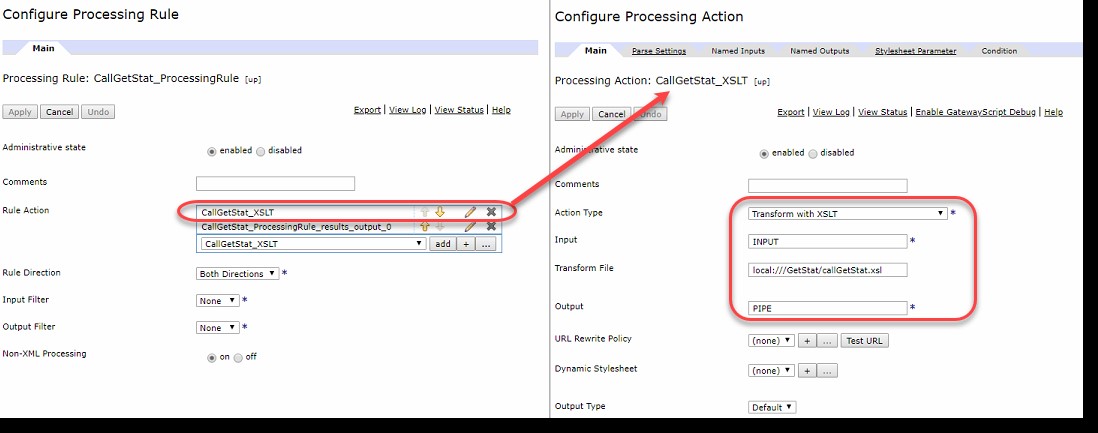 Configure Processing Rule
Main
Processing Rule: CallGetStat_ProcessingRule [up]
Apply Cancel Undo
Export | View Log | View Status | Help
Administrative state enabled disabled
Comments
Rule Action CallGetStat_XSLT
CallGetStat_ProcessingRule_results_output_0
CallGetStat_XSLT add + ...
Rule Direction Both Directions *
Input Filter None *
Output Filter None *
Non-XML Processing on off
Configure Processing Action
Main Parse Settings Named Inputs Named Outputs Stylesheet Parameter Condition
Processing Action: CallGetStat_XSLT [up]
Apply Cancel Undo
Export | View Log | View Status | Enable GatewayScript Debug | Help
Administrative state enabled disabled
Comments
Action Type Transform with XSLT *
Input INPUT *
Transform File local:///GetStat/callGetStat.xsl
Output PIPE *
URL Rewrite Policy (none) + ... Test URL
Dynamic Stylesheet (none) + ...
Output Type Default